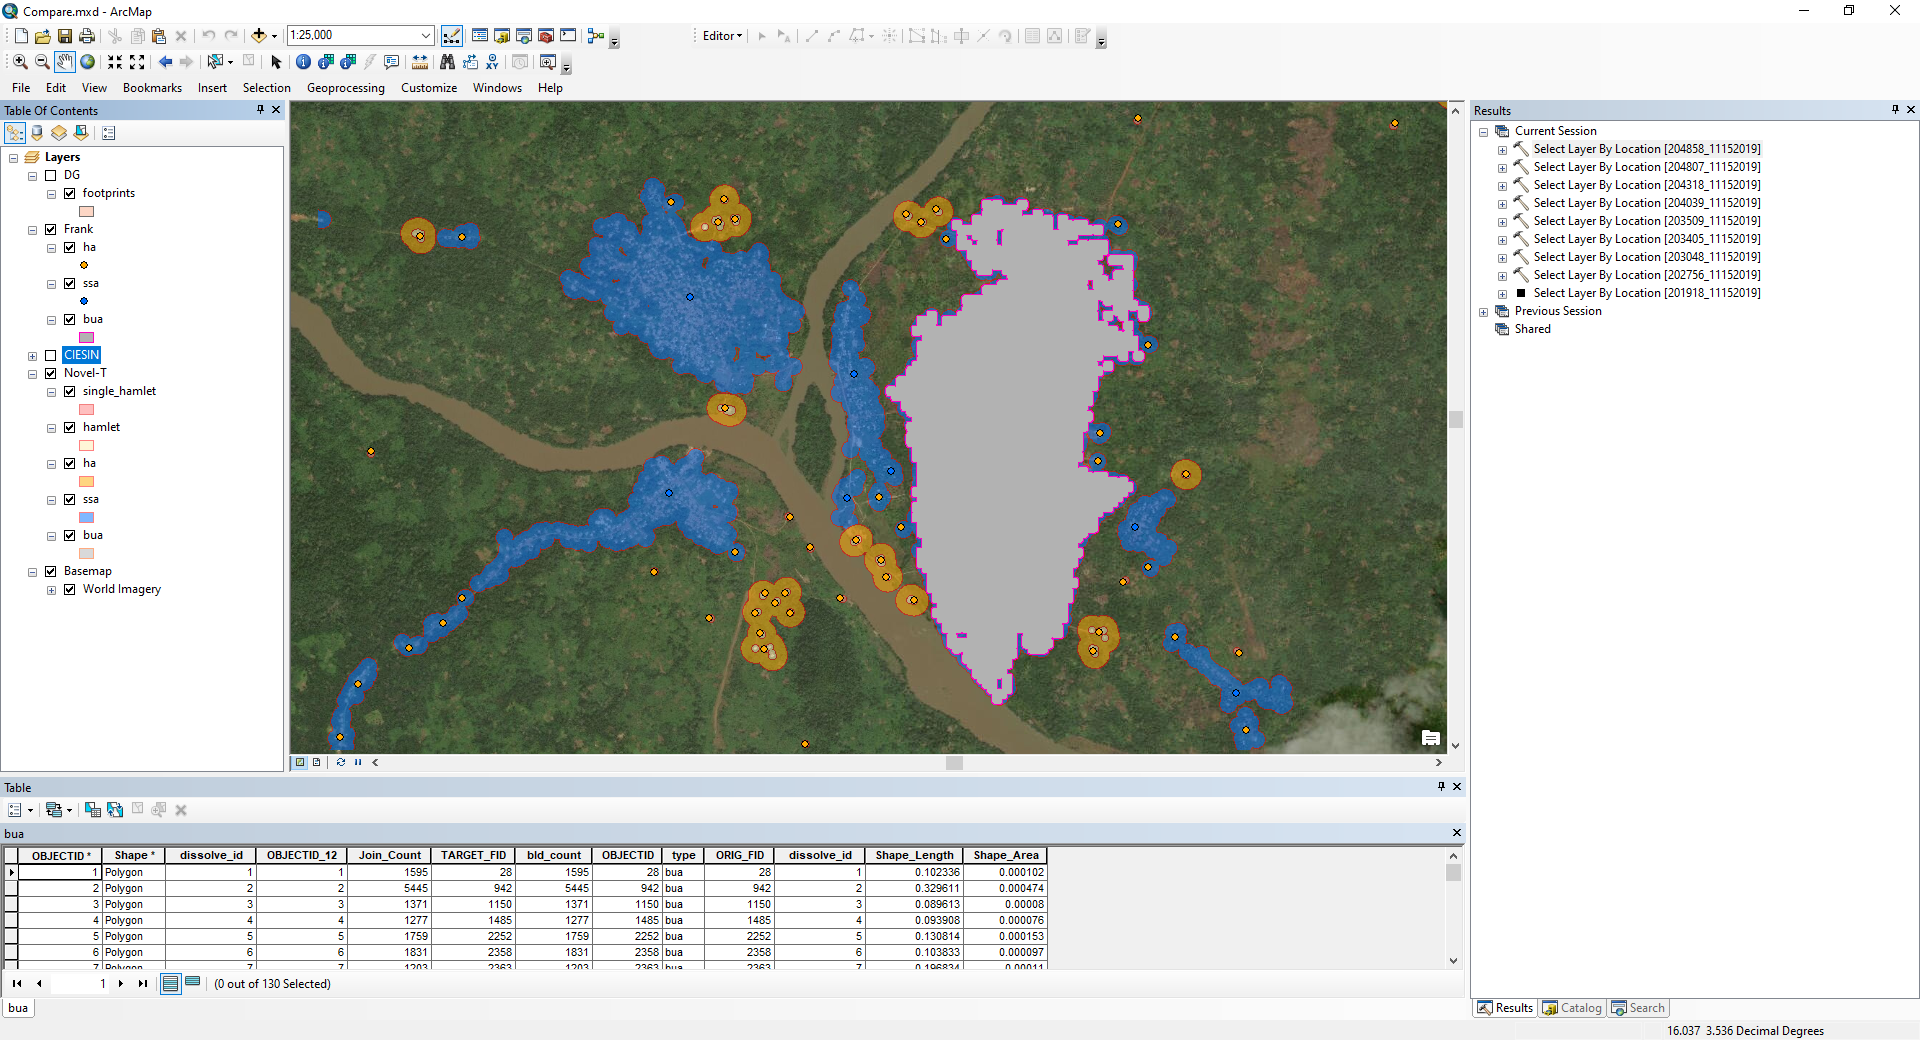 Compare.mxd - ArcMap
1:25,000
Editor
File Edit View Bookmarks Insert Selection Geoprocessing Customize Windows Help
Table Of Contents
Layers
DG
footprints
Frank
ha
ssa
bua
CIESIN
Novel-T
single_hamlet
hamlet
ha
ssa
bua
Basemap
World Imagery
Results
Current Session
Select Layer By Location [204858_11152019]
Select Layer By Location [204807_11152019]
Select Layer By Location [204318_11152019]
Select Layer By Location [204039_11152019]
Select Layer By Location [203509_11152019]
Select Layer By Location [203405_11152019]
Select Layer By Location [203048_11152019]
Select Layer By Location [202756_11152019]
Select Layer By Location [201918_11152019]
Previous Session
Shared
Table
bua
OBJECTID * Shape * dissolve_id OBJECTID_12 Join_Count TARGET_FID bld_count OBJECTID type ORIG_FID dissolve_id Shape_Length Shape_Area
1 Polygon 1 1 1595 28 1595 28 bua 28 1 0.102336 0.000102
2 Polygon 2 2 5445 942 5445 942 bua 942 2 0.329611 0.000474
3 Polygon 3 3 1371 1150 1371 1150 bua 1150 3 0.089613 0.00008
4 Polygon 4 4 1277 1485 1277 1485 bua 1485 4 0.093908 0.000076
5 Polygon 5 5 1759 2252 1759 2252 bua 2252 5 0.130814 0.000153
6 Polygon 6 6 1831 2358 1831 2358 bua 2358 6 0.103833 0.000097
7 Polygon 7 7 1203 2363 1203 2363 bua 2363 7 0.196834 0.00011
1 (0 out of 130 Selected)
bua
Results Catalog Search
16.037 3.536 Decimal Degrees